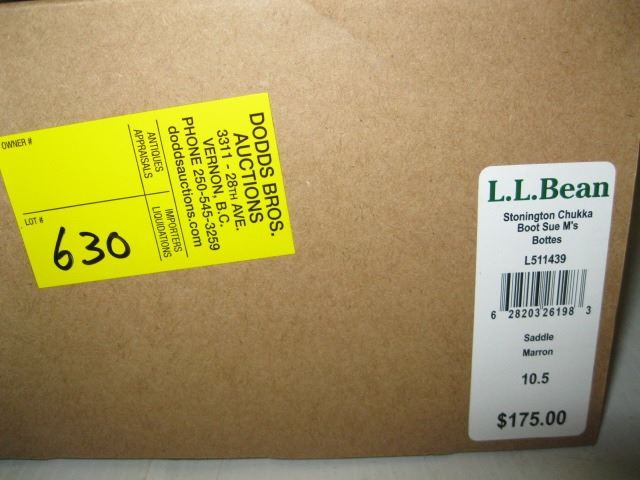 OWNER #
LOT #
630
ANTIQUES
APPRAISALS
IMPORTERS
LIQUIDATIONS
DODDS BROS.
AUCTIONS
3311 - 28TH AVE.
VERNON, B.C.
PHONE 250-545-3259
doddsauctions.com
L.L.Bean
Stonington Chukka
Boot Sue M's
Bottes
L511439
6 28203 26198 3
Saddle
Marron
10.5
$175.00